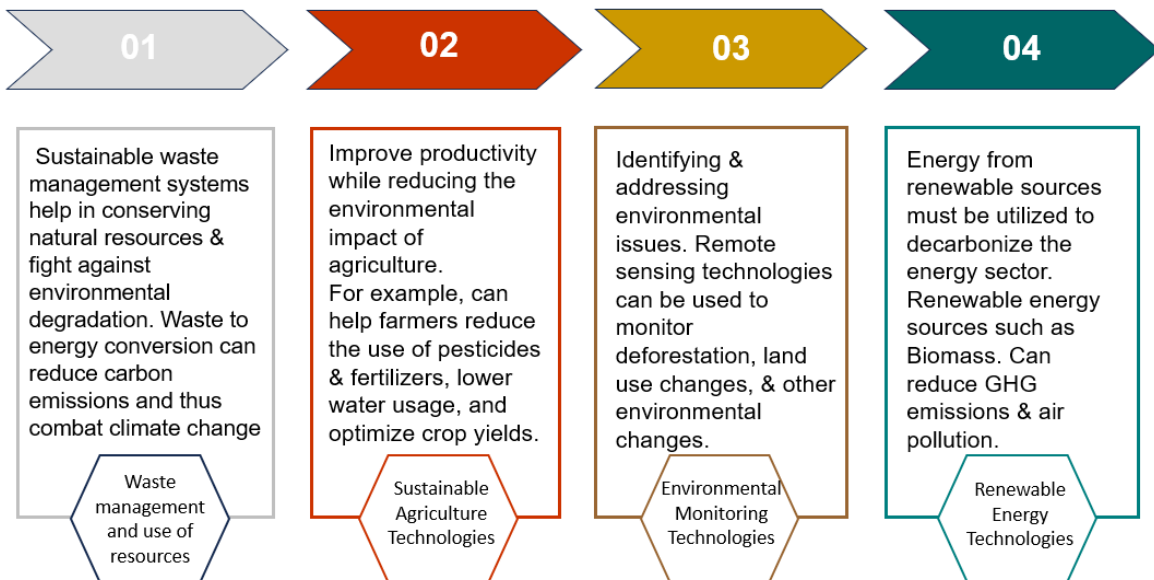 01
02
03
04
Sustainable waste
management systems
help in conserving
natural resources &
fight against
environmental
degradation. Waste to
energy conversion can
reduce carbon
emissions and thus
combat climate change
Waste
management
and use of
resources
Improve productivity
while reducing the
environmental
impact of
agriculture.
For example, can
help farmers reduce
the use of pesticides
& fertilizers, lower
water usage, and
optimize crop yields.
Sustainable
Agriculture
Technologies
Identifying &
addressing
environmental
issues. Remote
sensing technologies
can be used to
monitor
deforestation, land
use changes, & other
environmental
changes.
Environmental
Monitoring
Technologies
Energy from
renewable sources
must be utilized to
decarbonize the
energy sector.
Renewable energy
sources such as
Biomass. Can
reduce GHG
emissions & air
pollution.
Renewable
Energy
Technologies